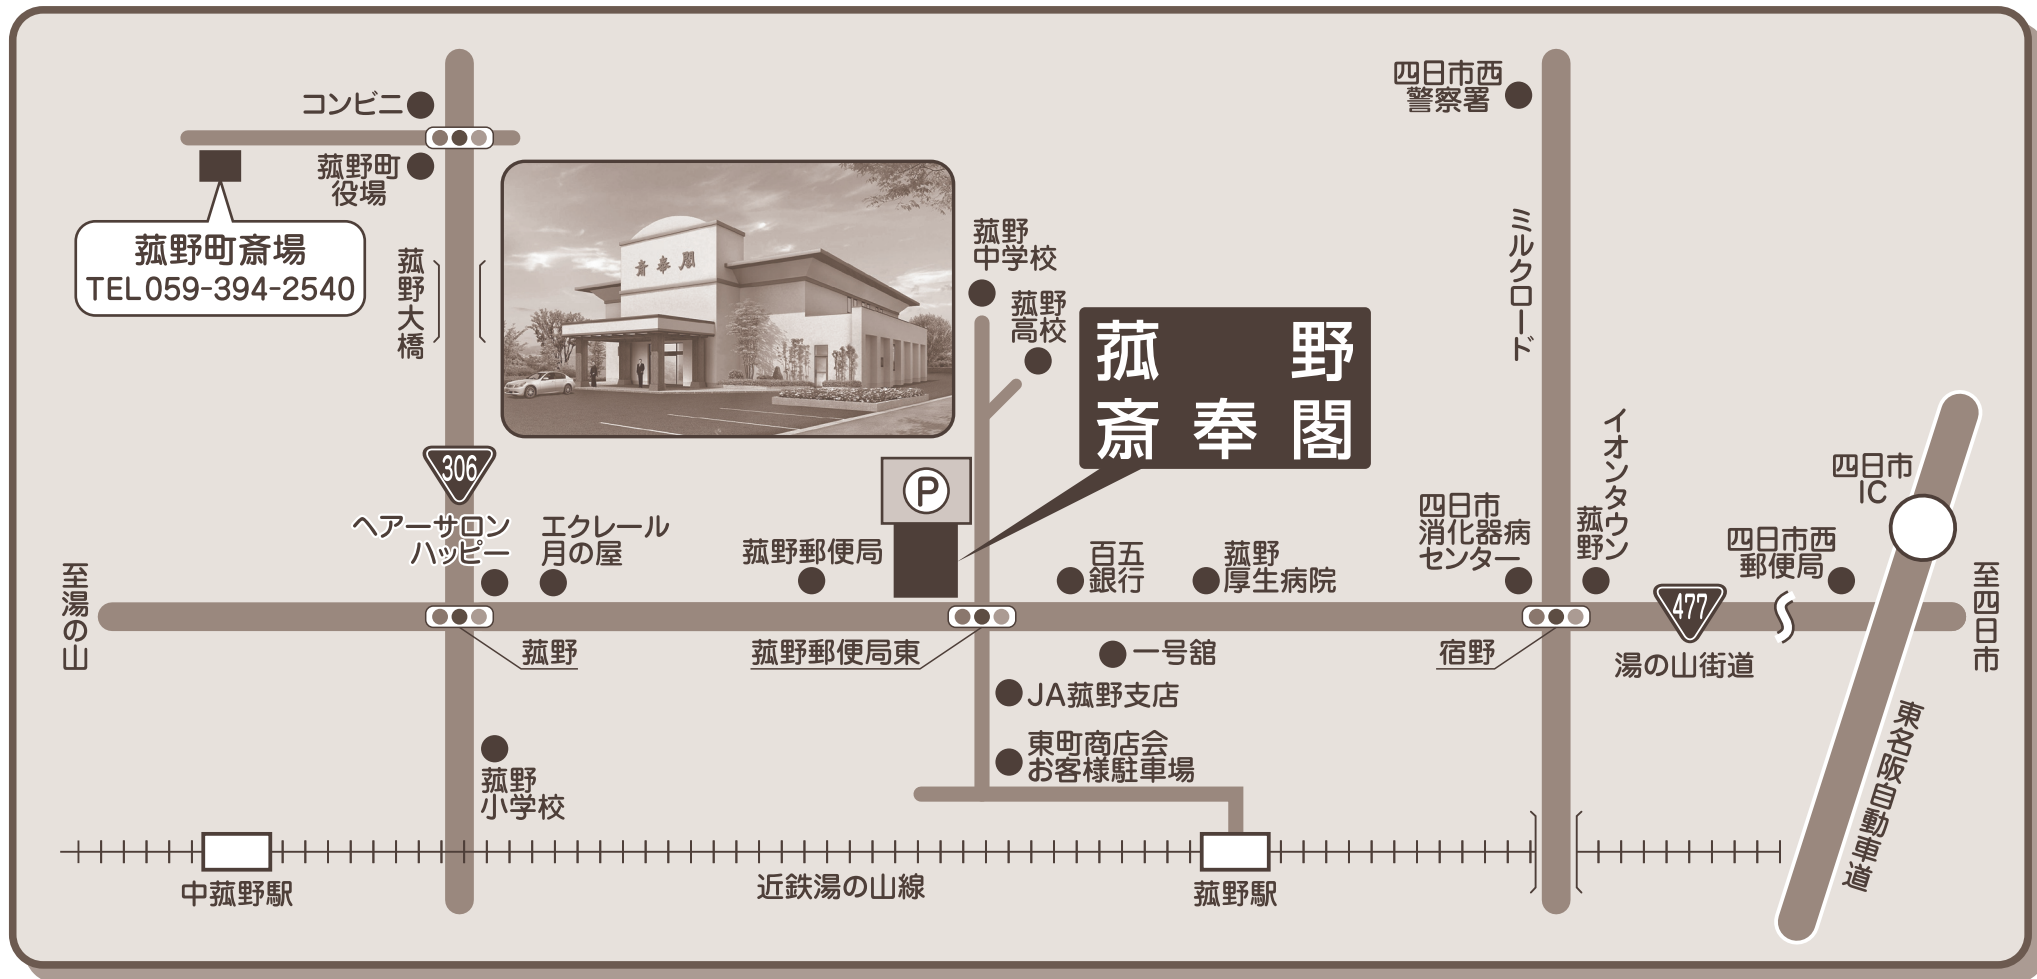 コンビニ
菰野町
役場
菰野町斎場
TEL059-394-2540
菰野大橋
斎奉閣
菰野
中学校
菰野
高校
菰野
斎奉閣
四日市西
警察署
ミルクロード
イオンタウン
菰野
四日市
IC
306
ヘアーサロン
ハッピー
エクレール
月の屋
菰野郵便局
P
百五
銀行
菰野
厚生病院
四日市
消化器病
センター
四日市西
郵便局
477
至湯の山
至四日市
菰野
菰野郵便局東
一号舘
宿野
湯の山街道
JA菰野支店
東町商店会
お客様駐車場
菰野
小学校
東名阪自動車道
中菰野駅
近鉄湯の山線
菰野駅